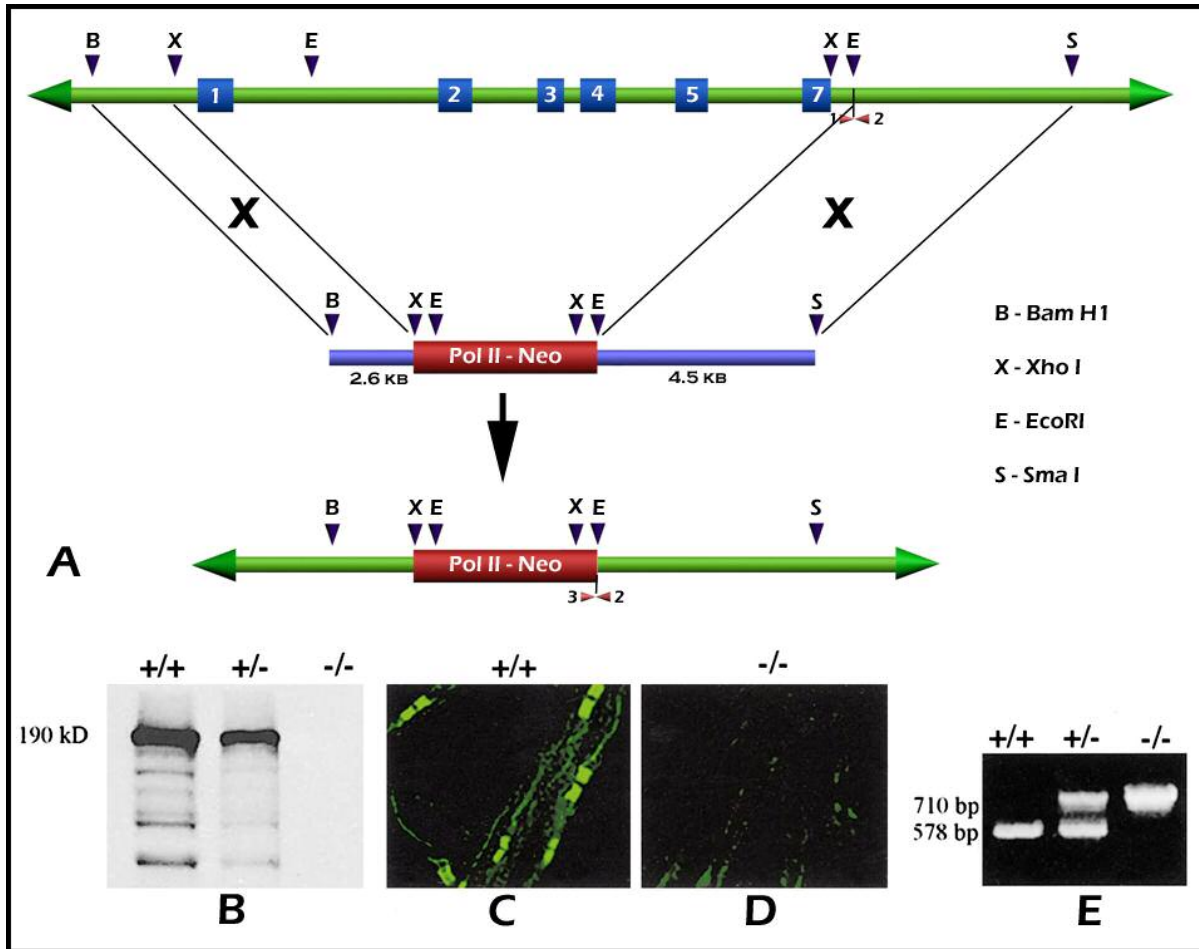 B X E X E S
1 2 3 4 5 7
1 2
X X
B X E X E S
Pol II - Neo
2.6 KB 4.5 KB
B - Bam H1
X - Xho I
E - EcoRI
S - Sma I
B X E X E S
A
Pol II - Neo
3 2
+/+ +/- -/-
190 kD
B
+/+
C
-/-
D
+/+ +/- -/-
710 bp
578 bp
E